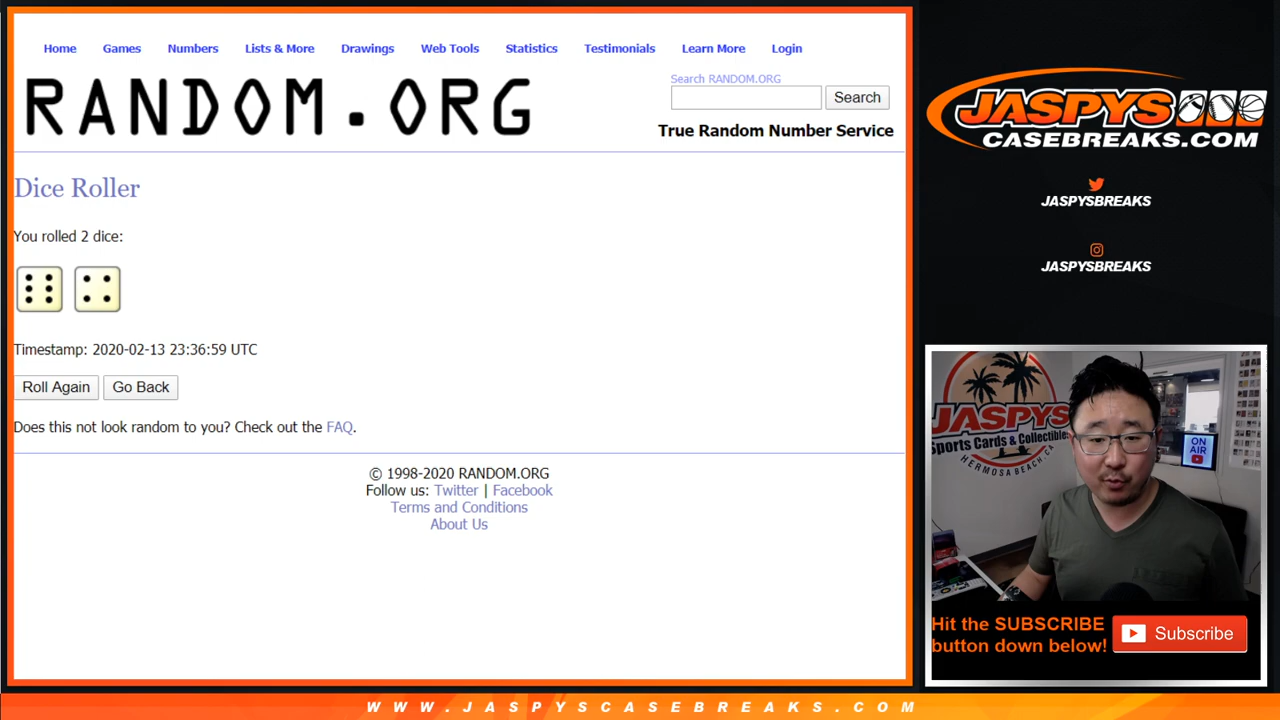 Home Games Numbers Lists & More Drawings Web Tools Statistics Testimonials Learn More Login
RANDOM.ORG
Search RANDOM.ORG
Search
True Random Number Service
Dice Roller
You rolled 2 dice:
Timestamp: 2020-02-13 23:36:59 UTC
Roll Again Go Back
Does this not look random to you? Check out the FAQ.
© 1998-2020 RANDOM.ORG
Follow us: Twitter | Facebook
Terms and Conditions
About Us
JASPYS
CASEBREAKS.COM
JASPYSBREAKS
JASPYSBREAKS
JASPYS
Sports Cards & Collectibles
HERMOSA BEACH, CA
ON
AIR
Hit the SUBSCRIBE
button down below!
Subscribe
WWW.JASPYSCASEBREAKS.COM